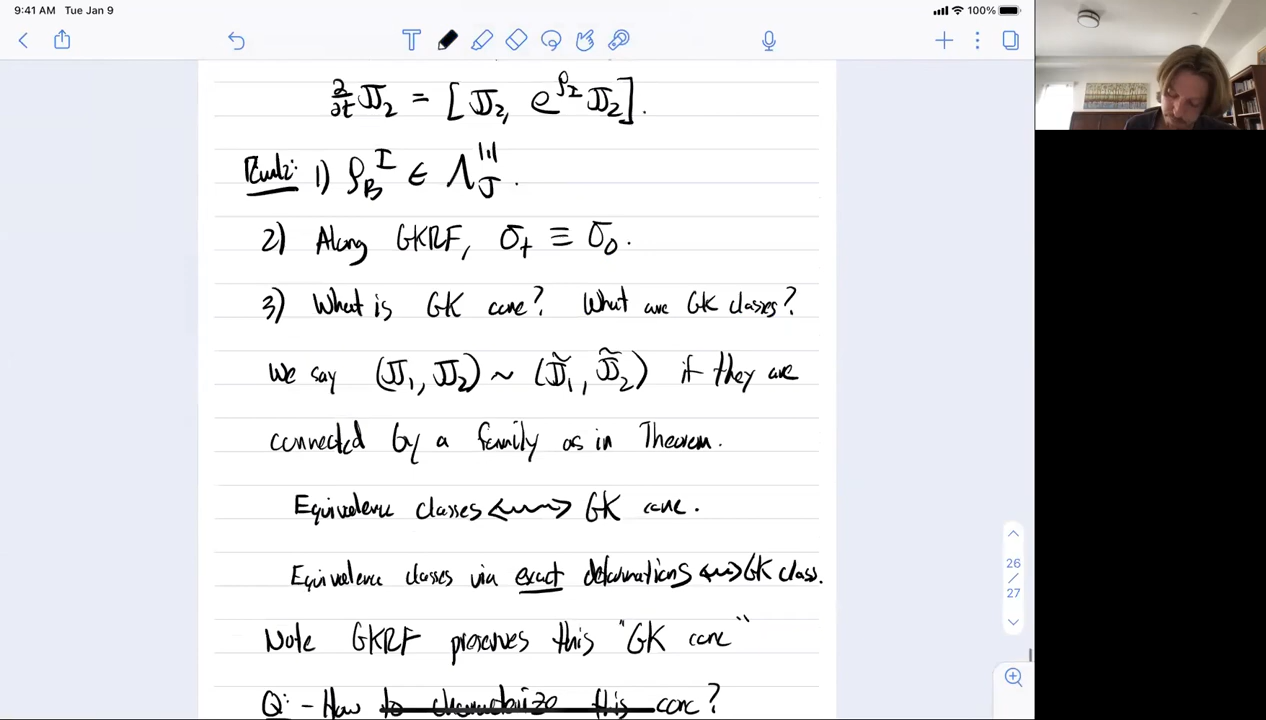 9:41 AM Tue Jan 9
100%
∂/∂t 𝕁₂ = [𝕁₂, e^{ρ_I} 𝕁₂].
Rmk: 1) ρ_B^I ∈ Λ_J^{1,1}.
2) Along GKRF, σ_t ≡ σ_0.
3) What is GK cone? What are GK classes?
We say (𝕁₁, 𝕁₂) ~ (𝕁̃₁, 𝕁̃₂) if they are
connected by a family as in Theorem.
Equivalence classes <~~> GK cone.
Equivalence classes via exact deformations <~~> GK class.
Note GKRF preserves this "GK cone"
Q: - How to characterize this cone?
26
/
27